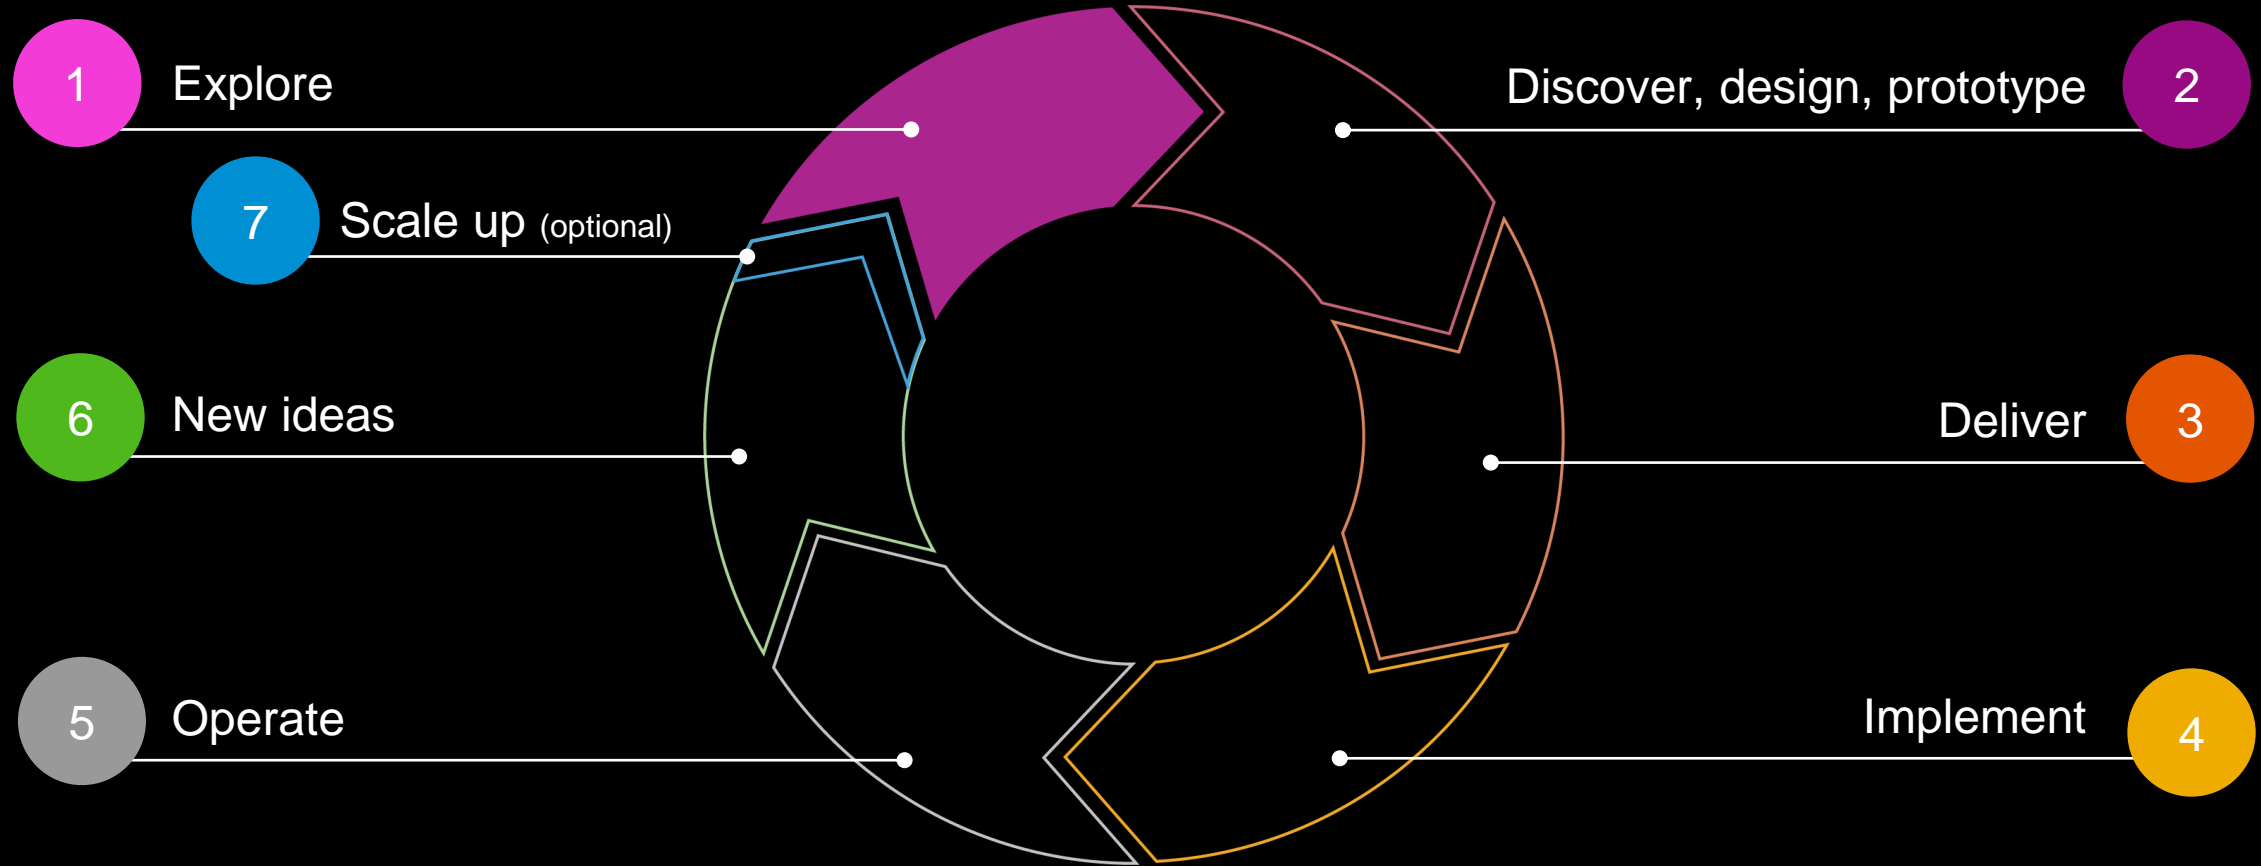 1 Explore
Discover, design, prototype 2
7 Scale up (optional)
6 New ideas
Deliver 3
5 Operate
Implement 4